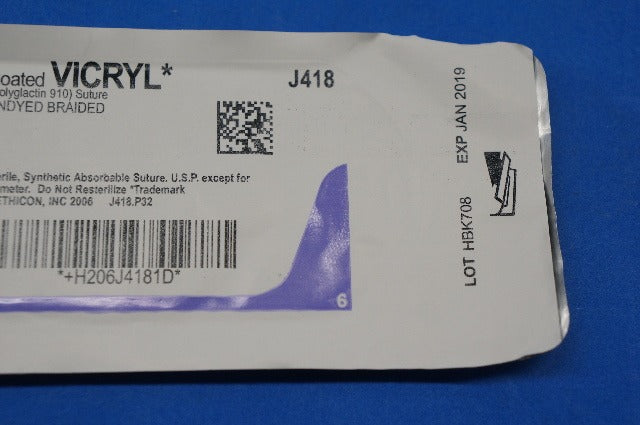 oated VICRYL* J418
olyglactin 910) Suture
NDYED BRAIDED
rile, Synthetic Absorbable Suture. U.S.P. except for
meter. Do Not Resterilize *Trademark
ETHICON, INC 2006 J418.P32
*+H206J4181D*
6
LOT HBK708 EXP JAN 2019